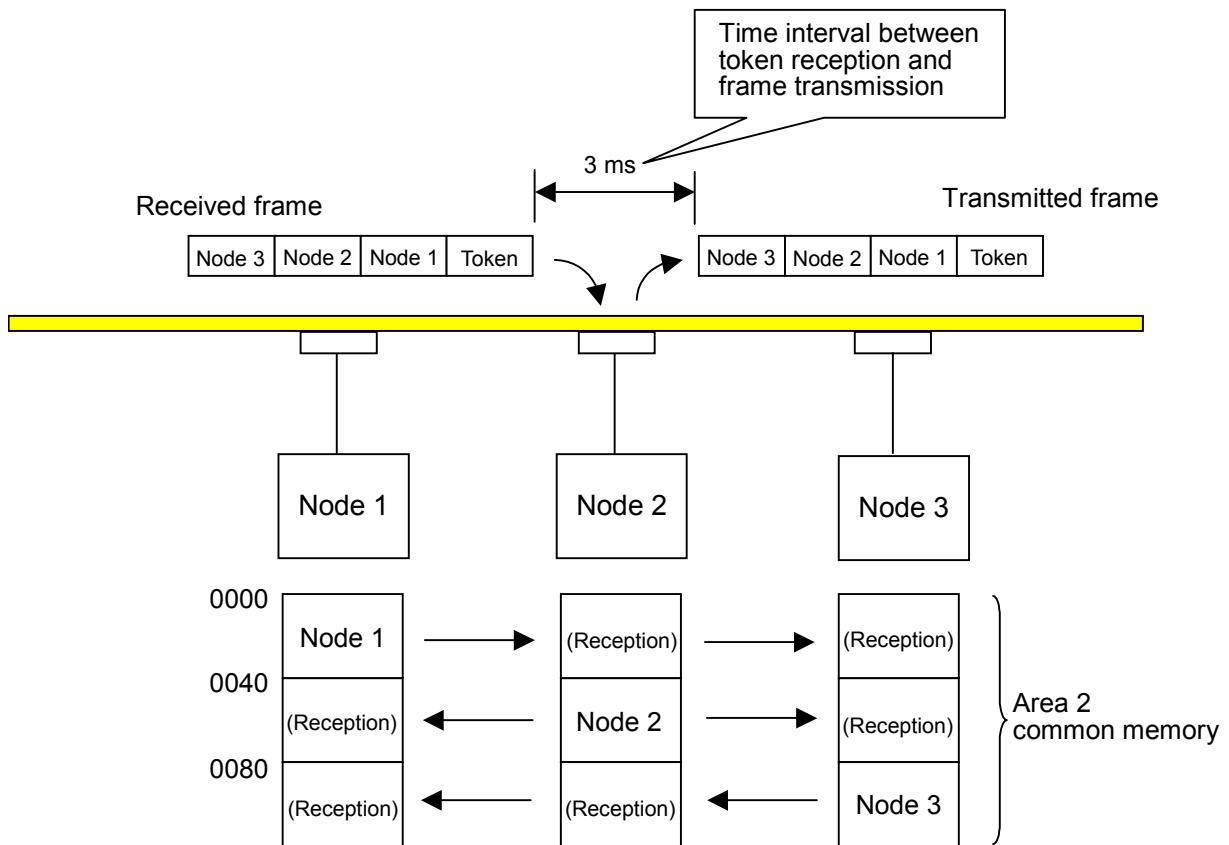 Time interval between
token reception and
frame transmission
3 ms
Received frame
Transmitted frame
Node 3 Node 2 Node 1 Token
Node 3 Node 2 Node 1 Token
Node 1
Node 2
Node 3
0000
Node 1 (Reception) (Reception)
0040
(Reception) Node 2 (Reception)
0080
(Reception) (Reception) Node 3
Area 2
common memory